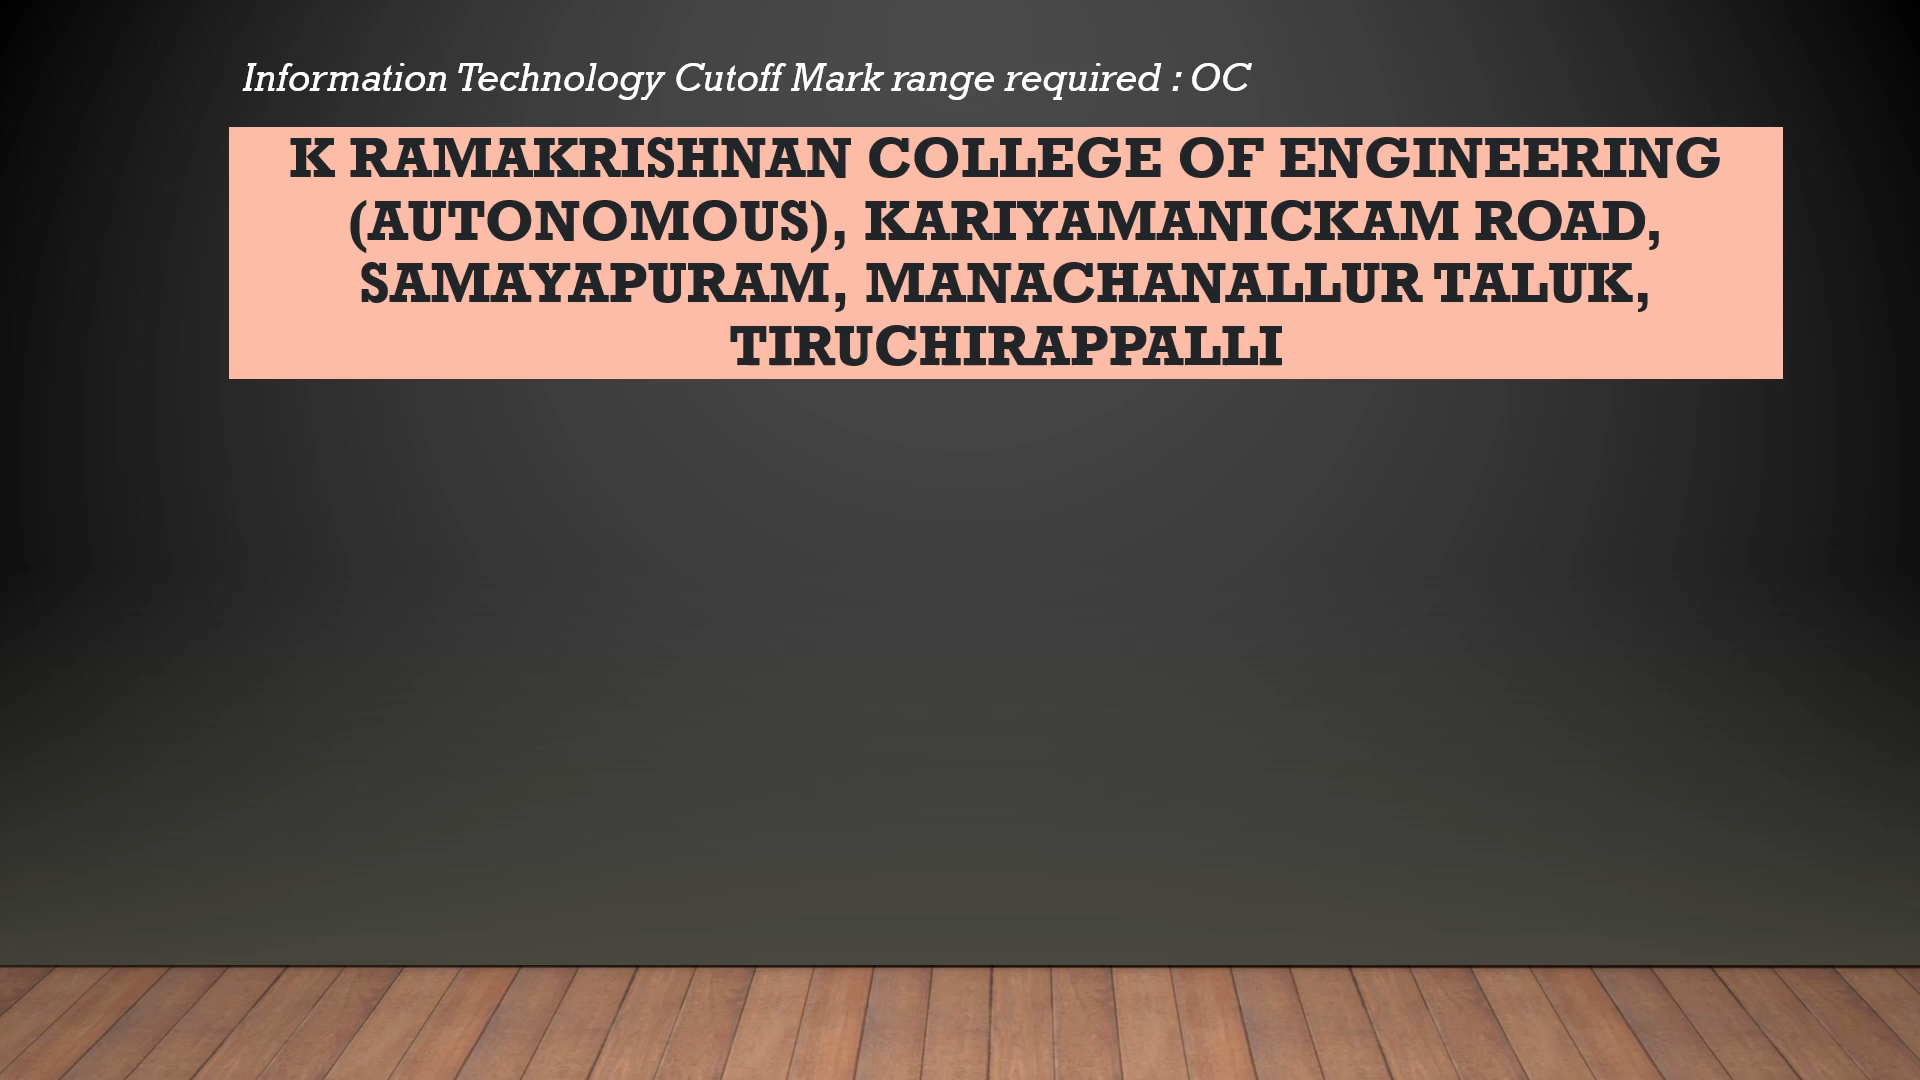 Information Technology Cutoff Mark range required : OC
K RAMAKRISHNAN COLLEGE OF ENGINEERING
(AUTONOMOUS), KARIYAMANICKAM ROAD,
SAMAYAPURAM, MANACHANALLUR TALUK,
TIRUCHIRAPPALLI